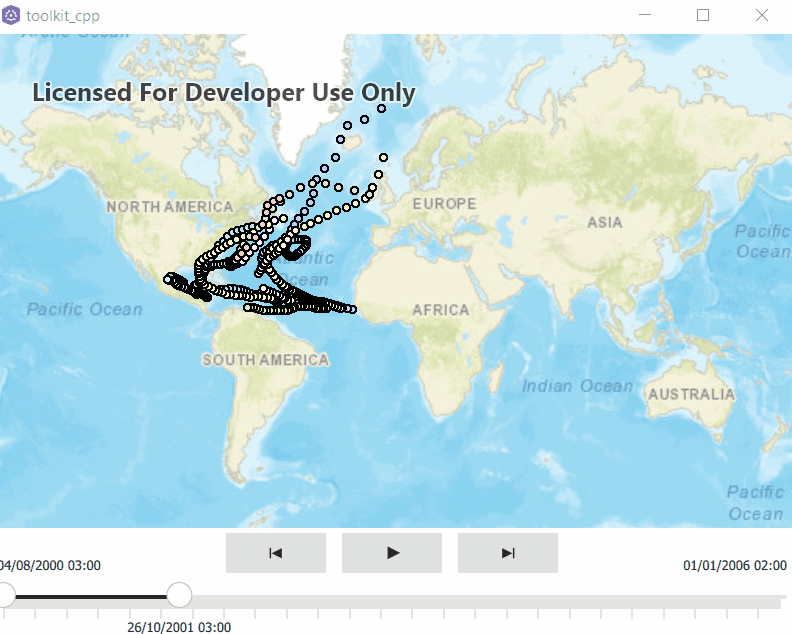 toolkit_cpp
Arctic Ocean
Licensed For Developer Use Only
NORTH AMERICA
EUROPE
ASIA
Pacific
Ocean
Atlantic
Ocean
Pacific Ocean
AFRICA
SOUTH AMERICA
Indian Ocean
AUSTRALIA
Pacific
Ocean
04/08/2000 03:00
01/01/2006 02:00
26/10/2001 03:00